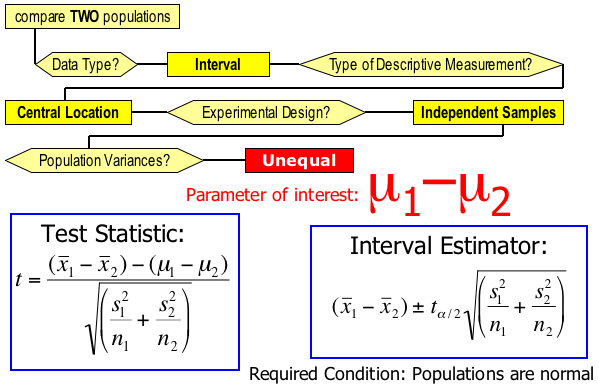 compare TWO populations
Data Type?
Interval
Type of Descriptive Measurement?
Central Location
Experimental Design?
Independent Samples
Population Variances?
Unequal
Parameter of interest: μ₁−μ₂
Test Statistic:
t = ((x̄₁ − x̄₂) − (μ₁ − μ₂)) / √(s₁²/n₁ + s₂²/n₂)
Interval Estimator:
(x̄₁ − x̄₂) ± t_α/2 √(s₁²/n₁ + s₂²/n₂)
Required Condition: Populations are normal